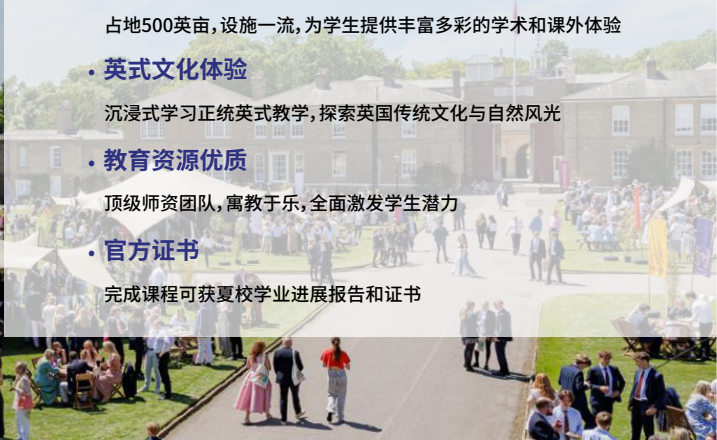 占地500英亩，设施一流，为学生提供丰富多彩的学术和课外体验
• 英式文化体验
沉浸式学习正统英式教学，探索英国传统文化与自然风光
• 教育资源优质
顶级师资团队，寓教于乐，全面激发学生潜力
• 官方证书
完成课程可获夏校学业进展报告和证书